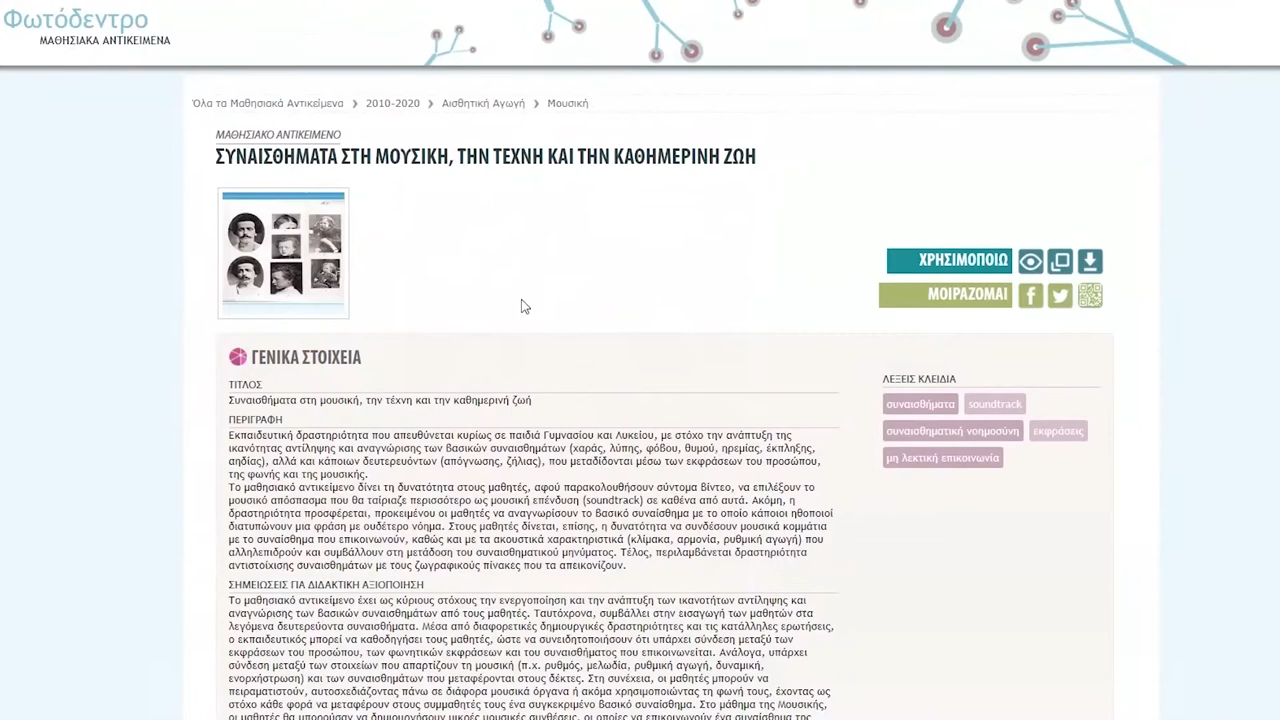 Φωτόδεντρο
ΜΑΘΗΣΙΑΚΑ ΑΝΤΙΚΕΙΜΕΝΑ
Όλα τα Μαθησιακά Αντικείμενα ❯ 2010-2020 ❯ Αισθητική Αγωγή ❯ Μουσική
ΜΑΘΗΣΙΑΚΟ ΑΝΤΙΚΕΙΜΕΝΟ
ΣΥΝΑΙΣΘΗΜΑΤΑ ΣΤΗ ΜΟΥΣΙΚΗ, ΤΗΝ ΤΕΧΝΗ ΚΑΙ ΤΗΝ ΚΑΘΗΜΕΡΙΝΗ ΖΩΗ
ΧΡΗΣΙΜΟΠΟΙΩ
ΜΟΙΡΑΖΟΜΑΙ
ΓΕΝΙΚΑ ΣΤΟΙΧΕΙΑ
ΤΙΤΛΟΣ
Συναισθήματα στη μουσική, την τέχνη και την καθημερινή ζωή
ΠΕΡΙΓΡΑΦΗ
Εκπαιδευτική δραστηριότητα που απευθύνεται κυρίως σε παιδιά Γυμνασίου και Λυκείου, με στόχο την ανάπτυξη της
ικανότητας αντίληψης και αναγνώρισης των βασικών συναισθημάτων (χαράς, λύπης, φόβου, θυμού, ηρεμίας, έκπληξης,
αηδίας), αλλά και κάποιων δευτερευόντων (απόγνωσης, ζήλιας), που μεταδίδονται μέσω των εκφράσεων του προσώπου,
της φωνής και της μουσικής.
Το μαθησιακό αντικείμενο δίνει τη δυνατότητα στους μαθητές, αφού παρακολουθήσουν σύντομα βίντεο, να επιλέξουν το
μουσικό απόσπασμα που θα ταίριαζε περισσότερο ως μουσική επένδυση (soundtrack) σε καθένα από αυτά. Ακόμη, η
δραστηριότητα προσφέρεται, προκειμένου οι μαθητές να αναγνωρίσουν το βασικό συναίσθημα με το οποίο κάποιοι ηθοποιοί
διατυπώνουν μια φράση με ουδέτερο νόημα. Στους μαθητές δίνεται, επίσης, η δυνατότητα να συνδέσουν μουσικά κομμάτια
με το συναίσθημα που επικοινωνούν, καθώς και με τα ακουστικά χαρακτηριστικά (κλίμακα, αρμονία, ρυθμική αγωγή) που
αλληλεπιδρούν και συμβάλλουν στη μετάδοση του συναισθηματικού μηνύματος. Τέλος, περιλαμβάνεται δραστηριότητα
αντιστοίχισης συναισθημάτων με τους ζωγραφικούς πίνακες που τα απεικονίζουν.
ΣΗΜΕΙΩΣΕΙΣ ΓΙΑ ΔΙΔΑΚΤΙΚΗ ΑΞΙΟΠΟΙΗΣΗ
Το μαθησιακό αντικείμενο έχει ως κύριους στόχους την ενεργοποίηση και την ανάπτυξη των ικανοτήτων αντίληψης και
αναγνώρισης των βασικών συναισθημάτων από τους μαθητές. Ταυτόχρονα, συμβάλλει στην εισαγωγή των μαθητών στα
λεγόμενα δευτερεύοντα συναισθήματα. Μέσα από διαφορετικές δημιουργικές δραστηριότητες και τις κατάλληλες ερωτήσεις,
ο εκπαιδευτικός μπορεί να καθοδηγήσει τους μαθητές, ώστε να συνειδητοποιήσουν ότι υπάρχει σύνδεση μεταξύ των
εκφράσεων του προσώπου, των φωνητικών εκφράσεων και του συναισθήματος που επικοινωνείται. Ανάλογα, υπάρχει
σύνδεση μεταξύ των στοιχείων που απαρτίζουν τη μουσική (π.χ. ρυθμός, μελωδία, ρυθμική αγωγή, δυναμική,
ενορχήστρωση) και των συναισθημάτων που μεταφέρονται στους δέκτες. Στη συνέχεια, οι μαθητές μπορούν να
πειραματιστούν, αυτοσχεδιάζοντας πάνω σε διάφορα μουσικά όργανα ή ακόμα χρησιμοποιώντας τη φωνή τους, έχοντας ως
στόχο κάθε φορά να μεταφέρουν στους συμμαθητές τους ένα συγκεκριμένο βασικό συναίσθημα. Στο μάθημα της Μουσικής,
οι μαθητές θα μπορούσαν να δημιουργήσουν μικρές μουσικές συνθέσεις, οι οποίες να επικοινωνούν ένα συναίσθημα της
ΛΕΞΕΙΣ ΚΛΕΙΔΙΑ
συναισθήματα soundtrack
συναισθηματική νοημοσύνη εκφράσεις
μη λεκτική επικοινωνία